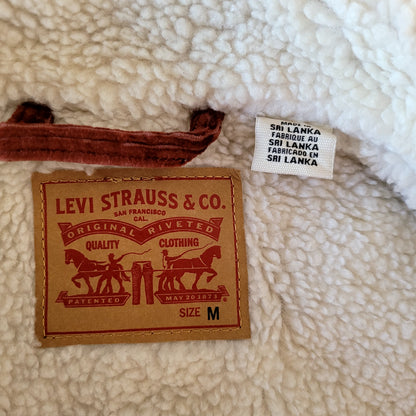 MADE IN
SRI LANKA
FABRIQUE AU
SRI LANKA
FABRICADO EN
SRI LANKA
LEVI STRAUSS & CO.
SAN FRANCISCO
CAL.
ORIGINAL RIVETED
QUALITY CLOTHING
PATENTED MAY 20 1873
SIZE M